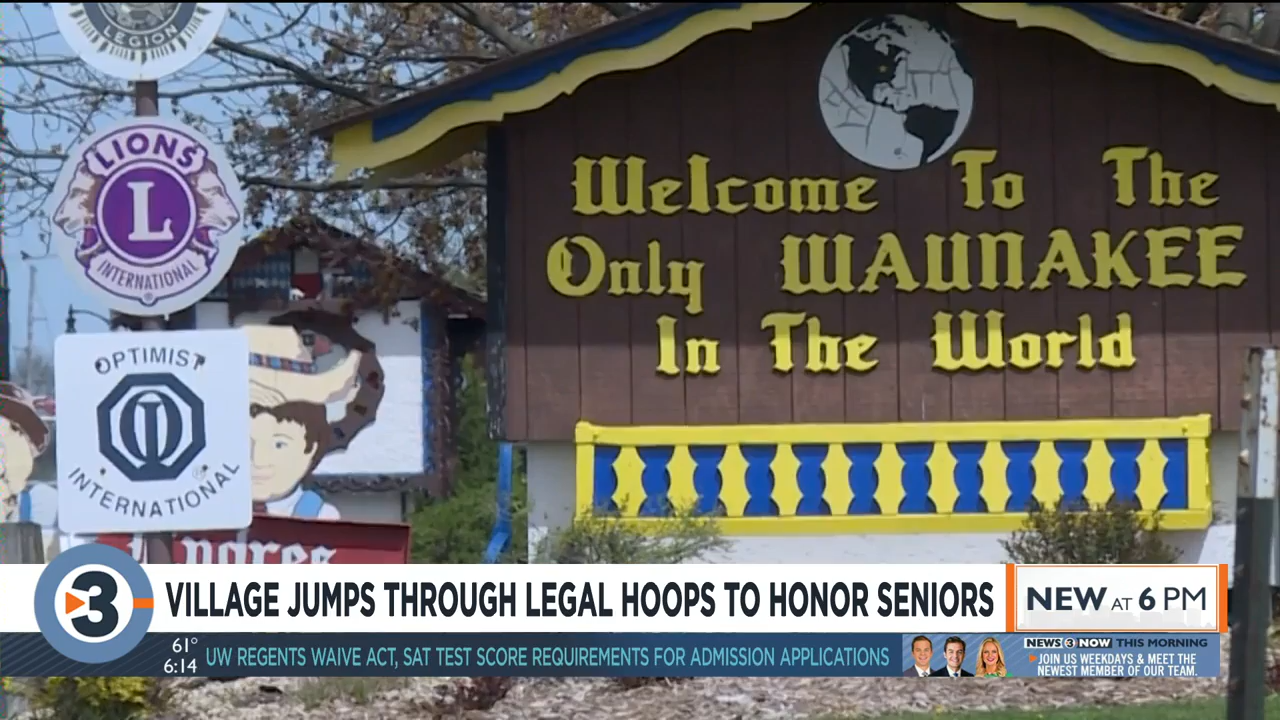 LEGION
LIONS
L
INTERNATIONAL
®
OPTIMIST
OI
INTERNATIONAL
Welcome To The
Only WAUNAKEE
In The World
3
VILLAGE JUMPS THROUGH LEGAL HOOPS TO HONOR SENIORS
NEW AT 6 PM
61°
6:14
UW REGENTS WAIVE ACT, SAT TEST SCORE REQUIREMENTS FOR ADMISSION APPLICATIONS
NEWS 3 NOW THIS MORNING
JOIN US WEEKDAYS & MEET THE
NEWEST MEMBER OF OUR TEAM.